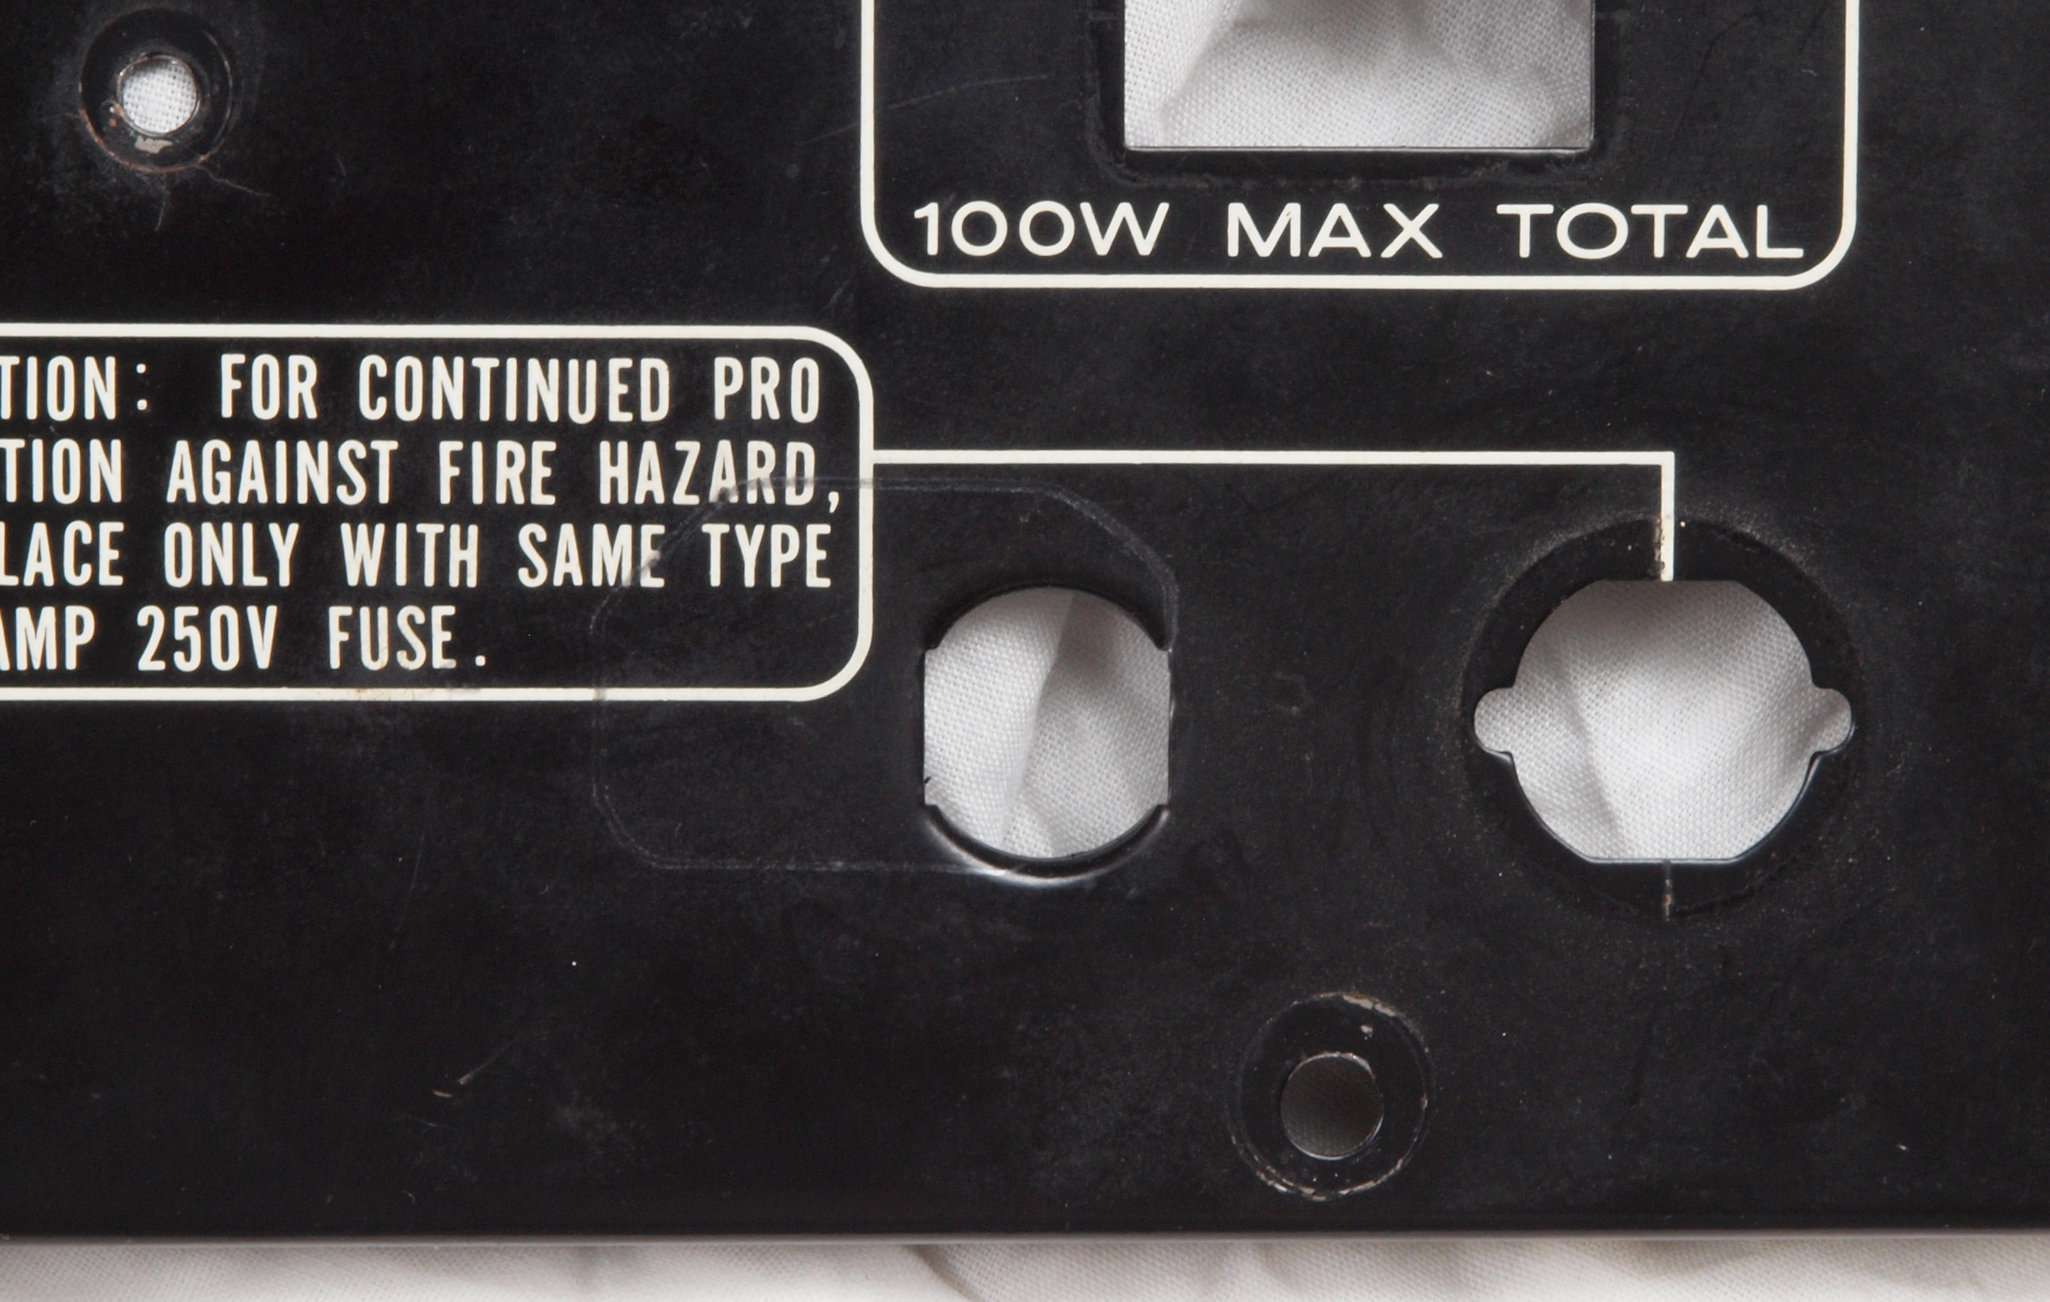 100W MAX TOTAL
TION: FOR CONTINUED PRO
TION AGAINST FIRE HAZARD,
LACE ONLY WITH SAME TYPE
AMP 250V FUSE.